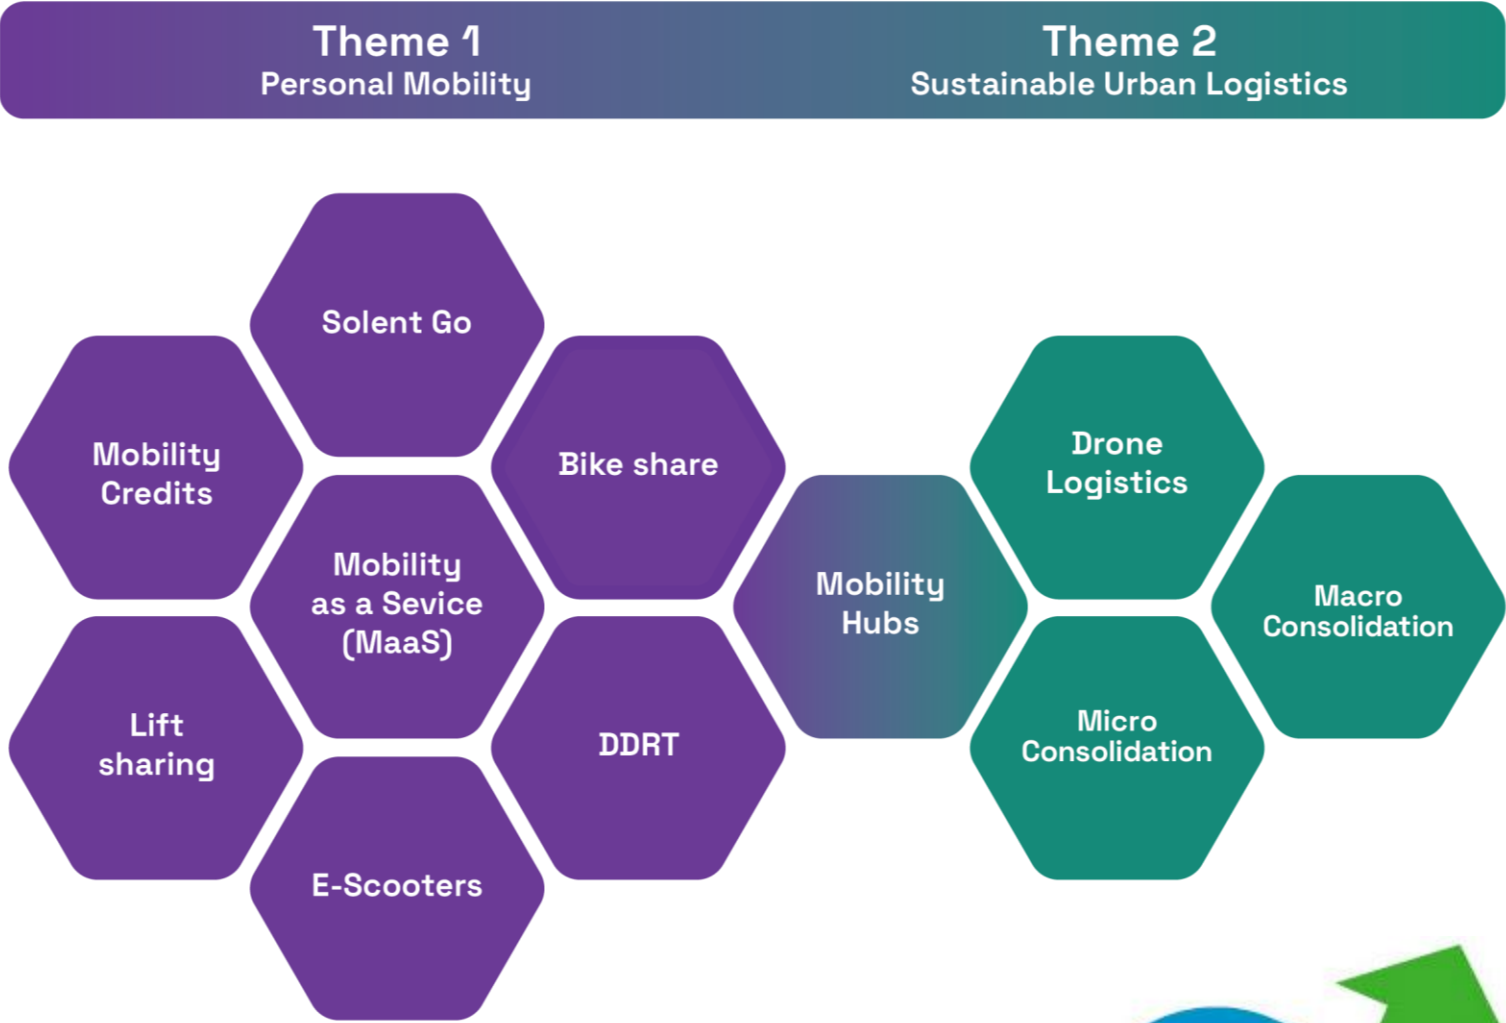 Theme 1
Personal Mobility
Theme 2
Sustainable Urban Logistics
Solent Go
Mobility
Credits
Bike share
Mobility
as a Sevice
(MaaS)
Lift
sharing
DDRT
E-Scooters
Mobility
Hubs
Drone
Logistics
Macro
Consolidation
Micro
Consolidation